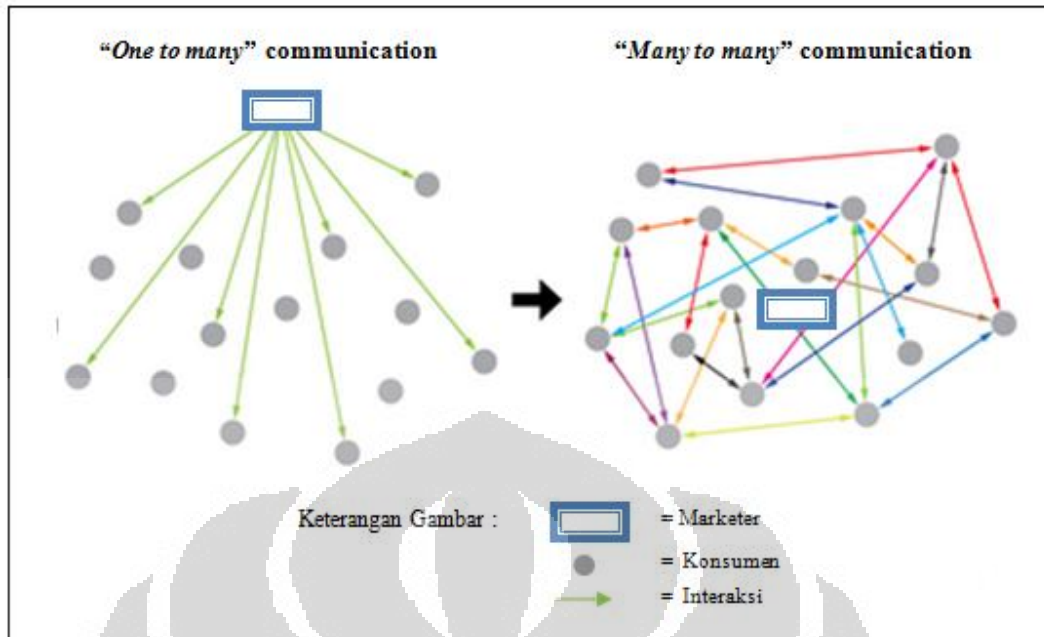 “One to many” communication
“Many to many” communication
Keterangan Gambar :
= Marketer
= Konsumen
= Interaksi